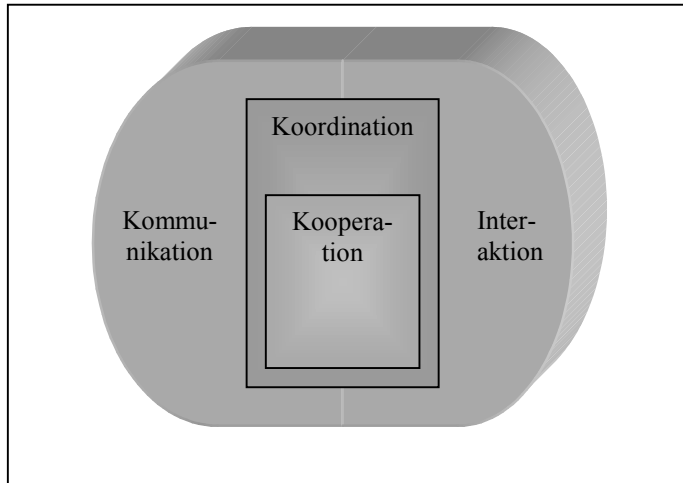 Koordination
Kommu-
nikation
Koopera-
tion
Inter-
aktion